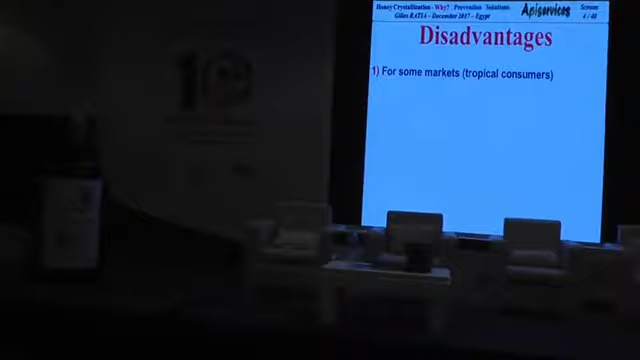 Honey Crystallization - Why? Prevention Solutions
Gilles RATIA - December 2017 - Egypt
Apiservices
Screen
4 / 48
Disadvantages
1) For some markets (tropical consumers)
10